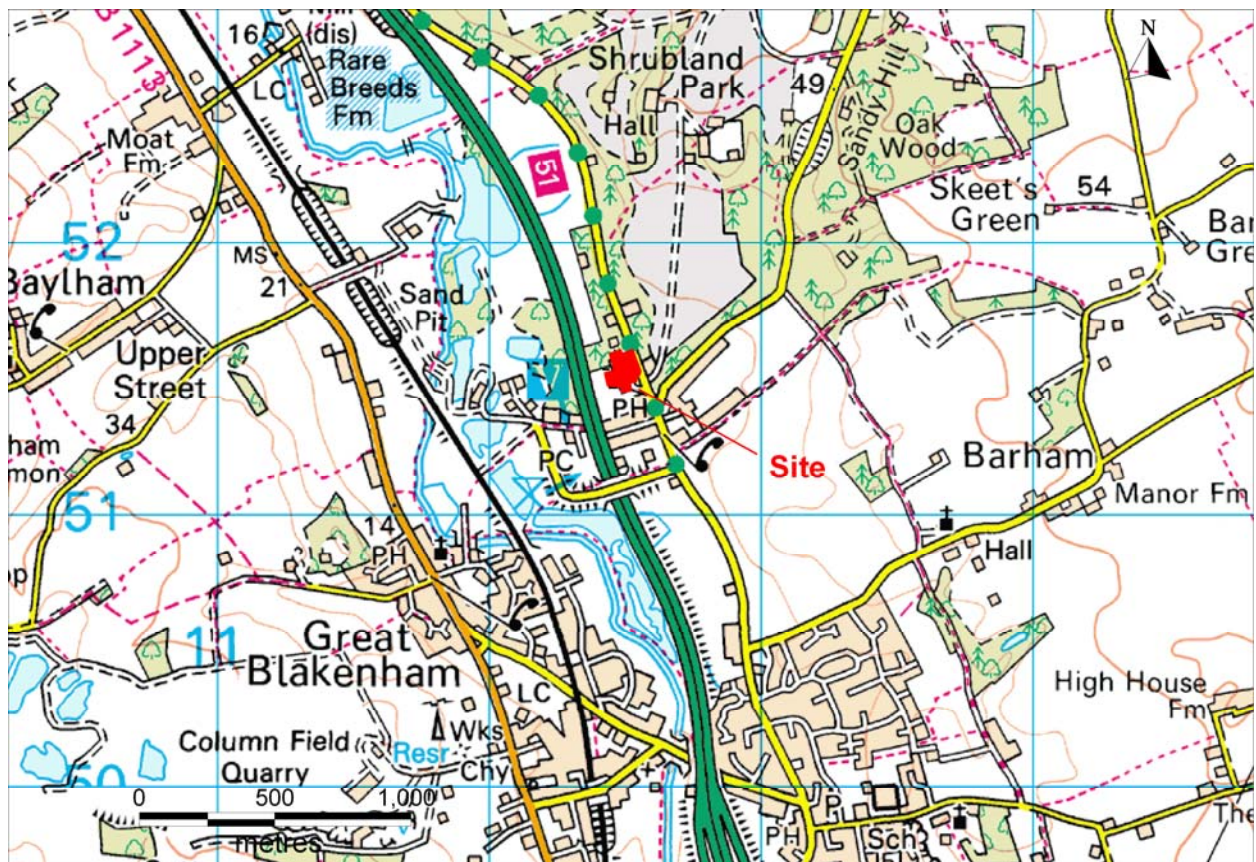 16
(dis)
Rare
Breeds
Fm
LC
Moat
Fm
Shrubland
Park
Hall
49
Sandy Hill
Oak
Wood
N
Skeet's
Green
54
51
52
MS
21
Baylham
Sand
Pit
Upper
Street
34
V
PH
PC
Site
Barham
Manor Fm
51
14
PH
Hall
11
Great
Blakenham
LC
High House
Fm
Column Field
Quarry
Resr
Wks
Chy
50
0 500 1,000
metres
P
PH
Sch